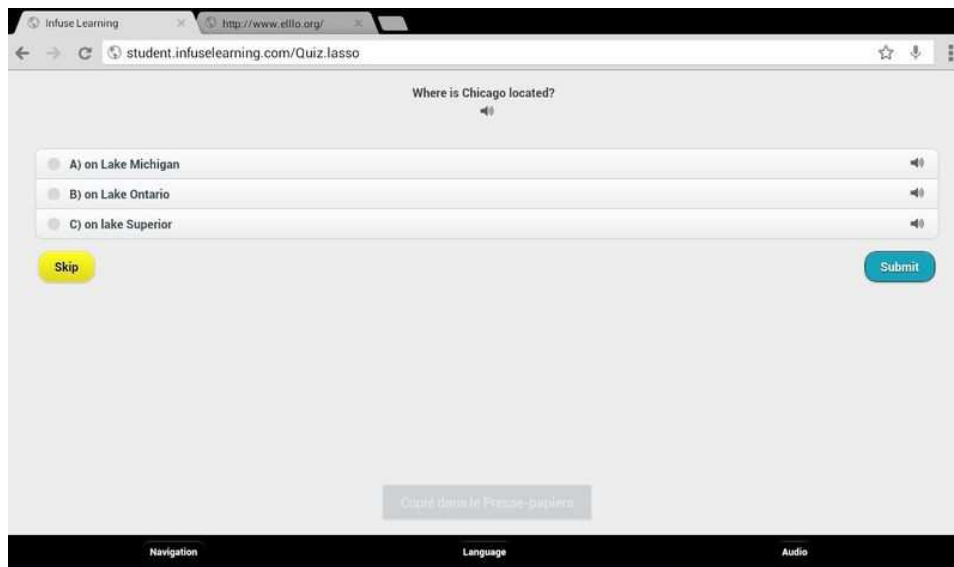 Infuse Learning
http://www.elllo.org/
student.infuselearning.com/Quiz.lasso
Where is Chicago located?
A) on Lake Michigan
B) on Lake Ontario
C) on lake Superior
Skip
Submit
Copié dans le Presse-papiers
Navigation
Language
Audio